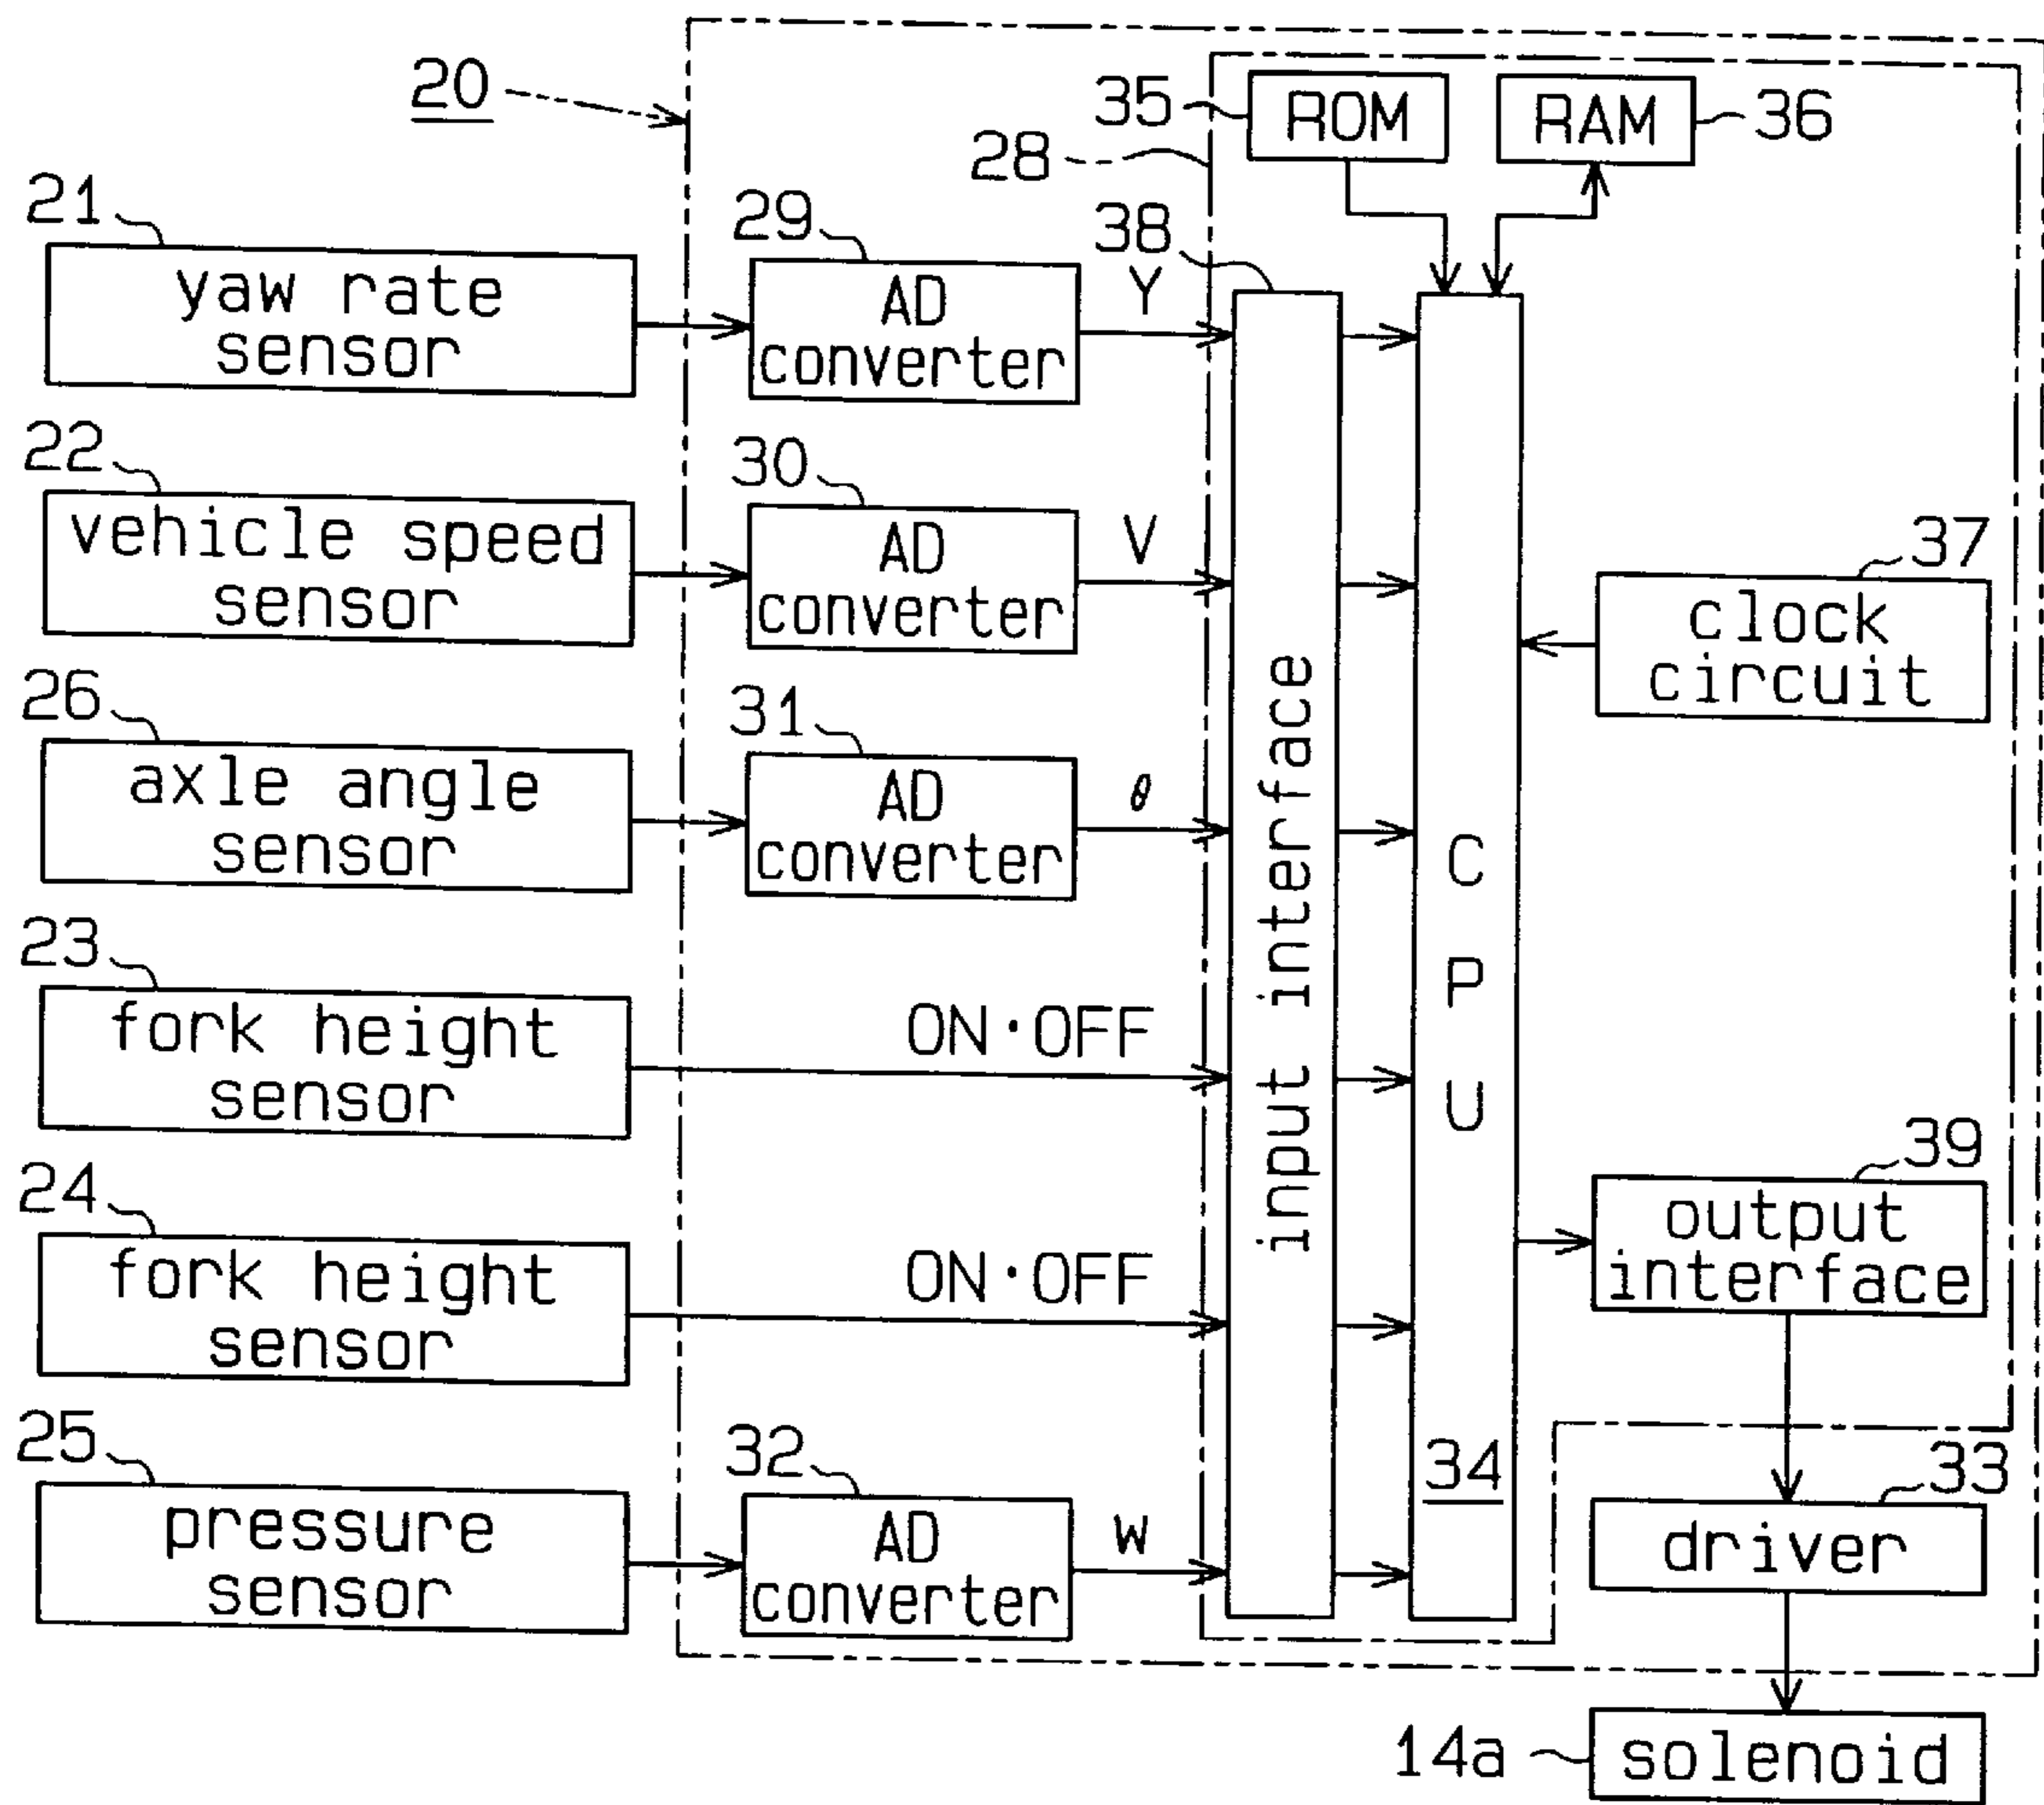 20
35
ROM
RAM
36
28
21
yaw rate
sensor
29
AD
converter
Y
38
22
vehicle speed
sensor
30
AD
converter
V
37
clock
circuit
26
axle angle
sensor
31
AD
converter
θ
input interface
C
P
U
34
23
fork height
sensor
ON·OFF
24
fork height
sensor
ON·OFF
39
output
interface
25
pressure
sensor
32
AD
converter
W
33
driver
14a
solenoid